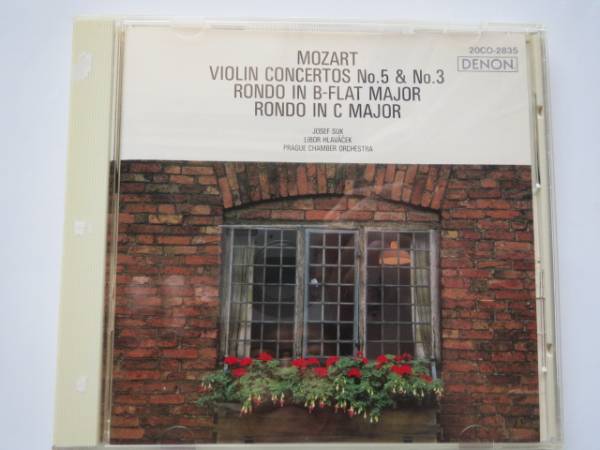 20CO-2835
DENON
MOZART
VIOLIN CONCERTOS No.5 & No.3
RONDO IN B-FLAT MAJOR
RONDO IN C MAJOR
JOSEF SUK
LIBOR HLAVÁČEK
PRAGUE CHAMBER ORCHESTRA